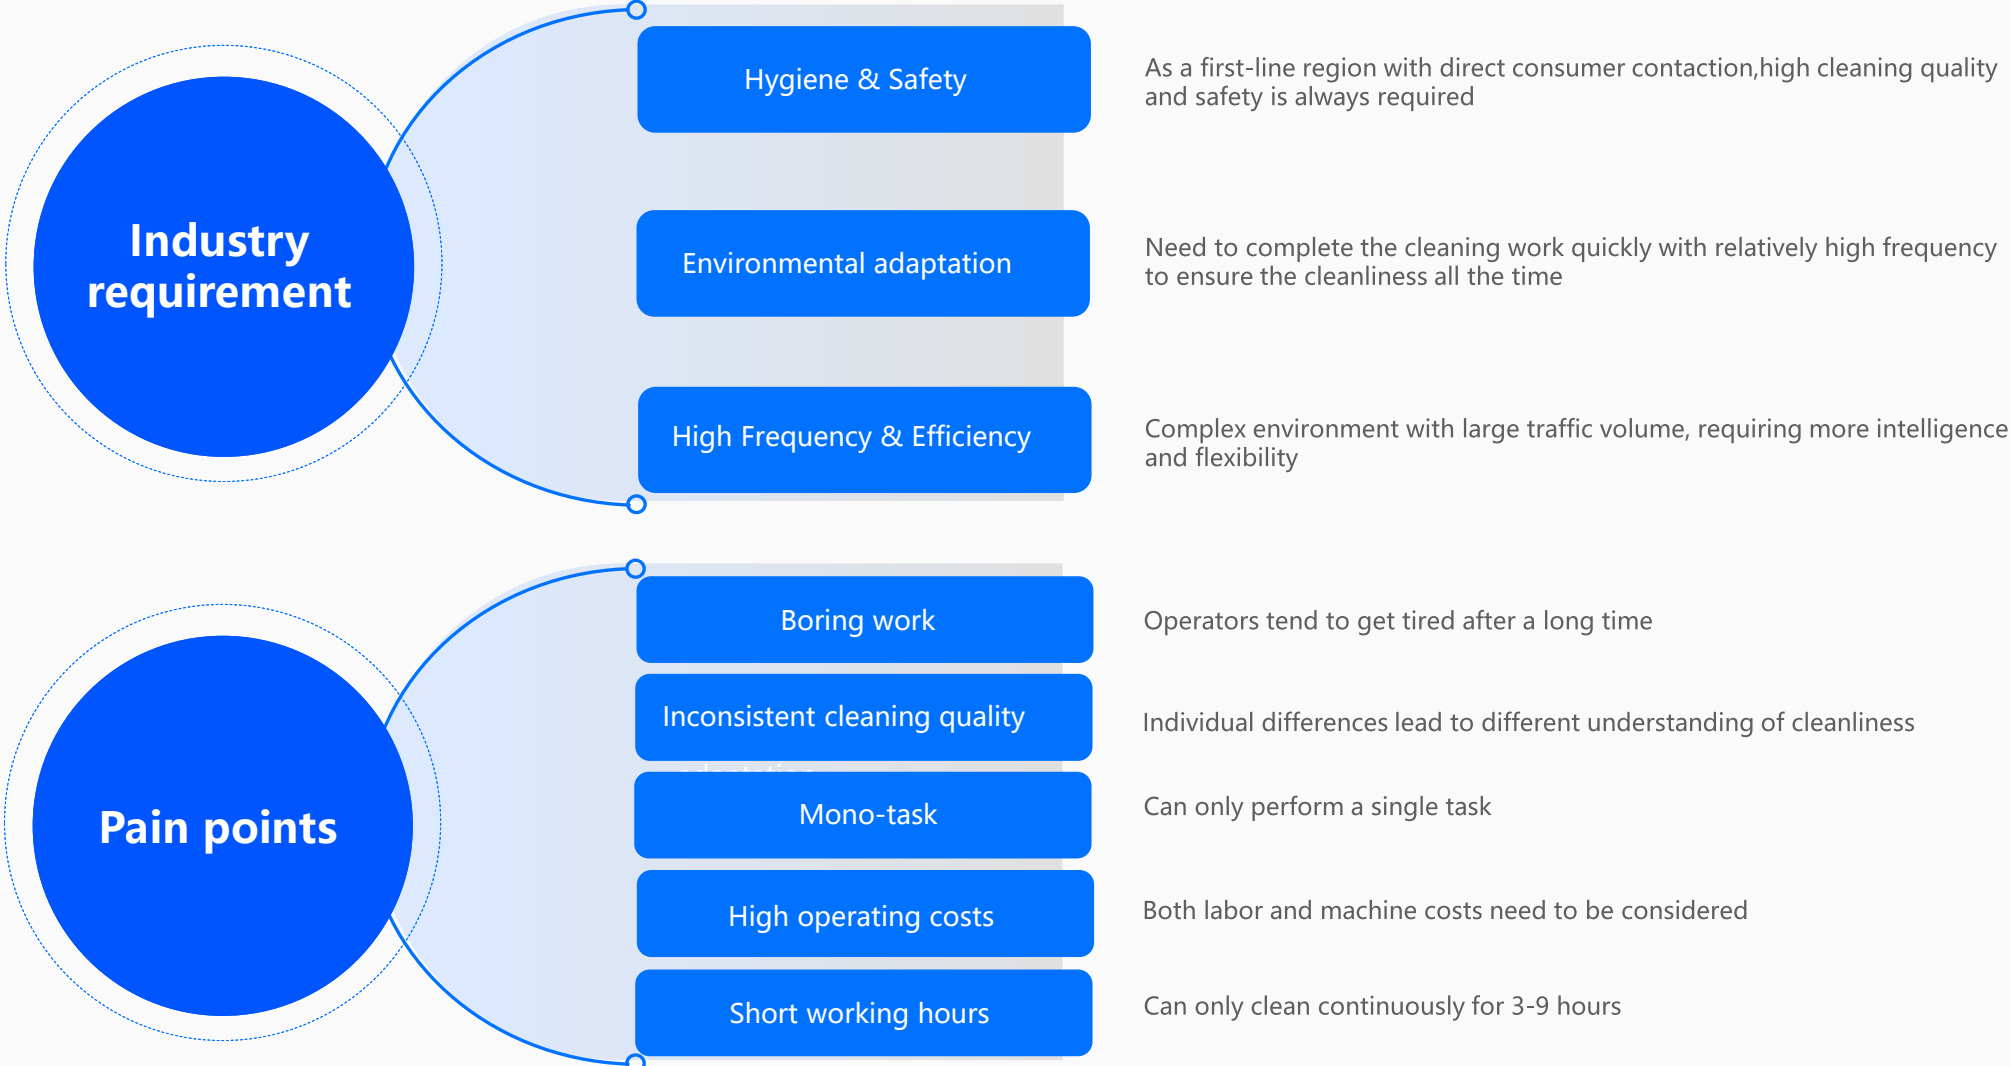 Industry
requirement
Hygiene & Safety
As a first-line region with direct consumer contaction,high cleaning quality
and safety is always required
Environmental adaptation
Need to complete the cleaning work quickly with relatively high frequency
to ensure the cleanliness all the time
High Frequency & Efficiency
Complex environment with large traffic volume, requiring more intelligence
and flexibility
Pain points
Boring work
Operators tend to get tired after a long time
Inconsistent cleaning quality
Individual differences lead to different understanding of cleanliness
Mono-task
Can only perform a single task
High operating costs
Both labor and machine costs need to be considered
Short working hours
Can only clean continuously for 3-9 hours